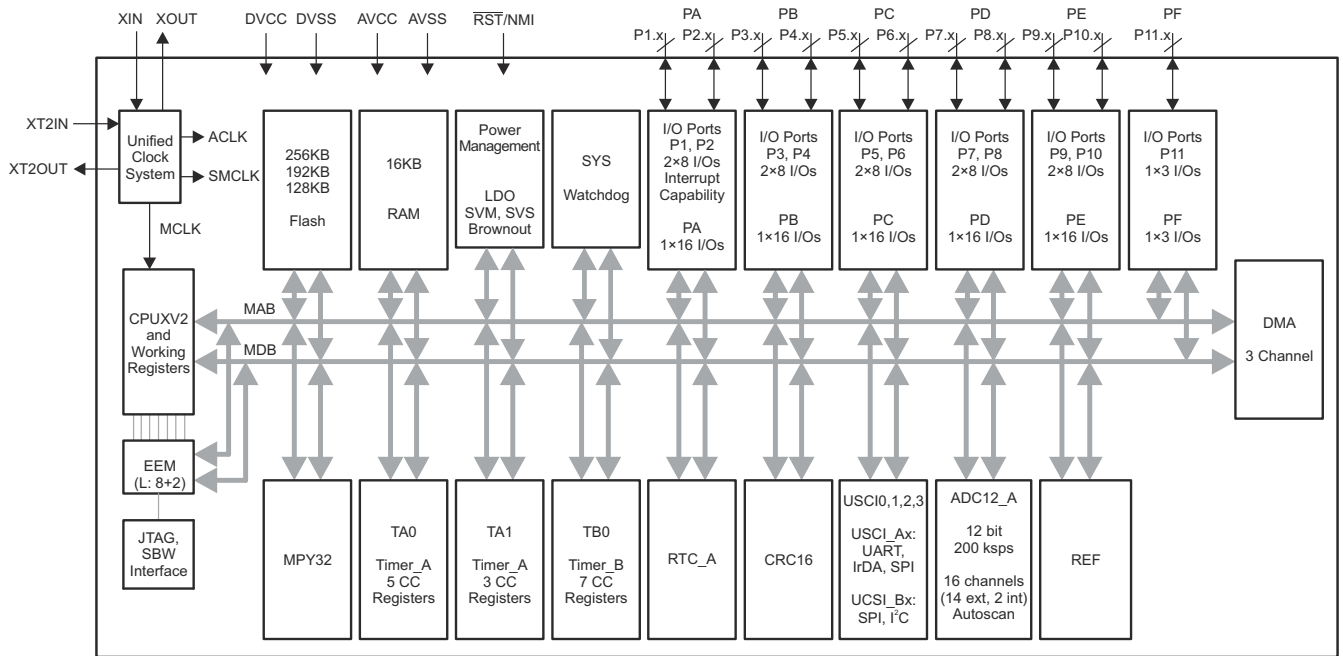 XIN XOUT DVCC DVSS AVCC AVSS RST/NMI PA PB PC PD PE PF
P1.x P2.x P3.x P4.x P5.x P6.x P7.x P8.x P9.x P10.x P11.x
XT2IN
XT2OUT
Unified
Clock
System
ACLK
SMCLK
MCLK
256KB
192KB
128KB
Flash
16KB
RAM
Power
Management
LDO
SVM, SVS
Brownout
SYS
Watchdog
I/O Ports
P1, P2
2×8 I/Os
Interrupt
Capability
PA
1×16 I/Os
I/O Ports
P3, P4
2×8 I/Os
PB
1×16 I/Os
I/O Ports
P5, P6
2×8 I/Os
PC
1×16 I/Os
I/O Ports
P7, P8
2×8 I/Os
PD
1×16 I/Os
I/O Ports
P9, P10
2×8 I/Os
PE
1×16 I/Os
I/O Ports
P11
1×3 I/Os
PF
1×3 I/Os
CPUXV2
and
Working
Registers
MAB
MDB
DMA
3 Channel
EEM
(L: 8+2)
JTAG,
SBW
Interface
MPY32
TA0
Timer_A
5 CC
Registers
TA1
Timer_A
3 CC
Registers
TB0
Timer_B
7 CC
Registers
RTC_A
CRC16
USCI0,1,2,3
USCI_Ax:
UART,
IrDA, SPI
UCSI_Bx:
SPI, I²C
ADC12_A
12 bit
200 ksps
16 channels
(14 ext, 2 int)
Autoscan
REF